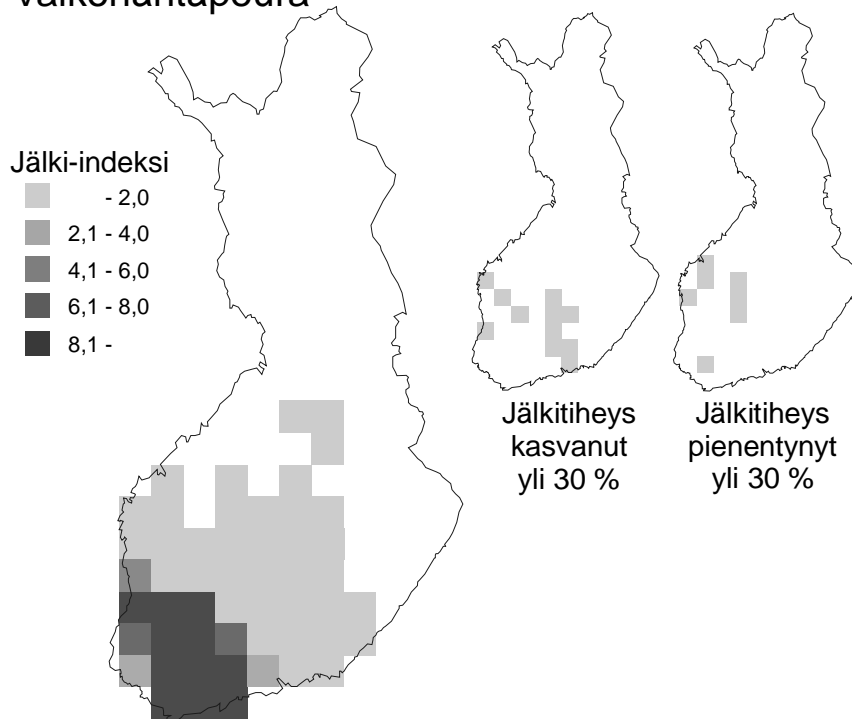 Jälki-indeksi
- 2,0
2,1 - 4,0
4,1 - 6,0
6,1 - 8,0
8,1 -
Jälkitiheys
kasvanut
yli 30 %
Jälkitiheys
pienentynyt
yli 30 %